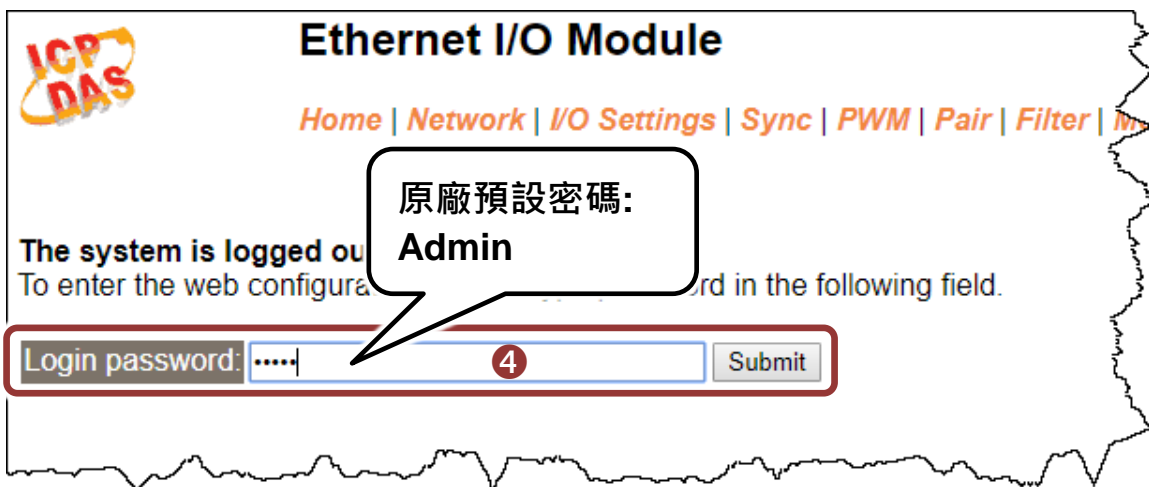 ICP
DAS
Ethernet I/O Module
Home | Network | I/O Settings | Sync | PWM | Pair | Filter |
原廠預設密碼:
Admin
The system is logged ou
To enter the web configura rd in the following field.
Login password: ••••• 4 Submit